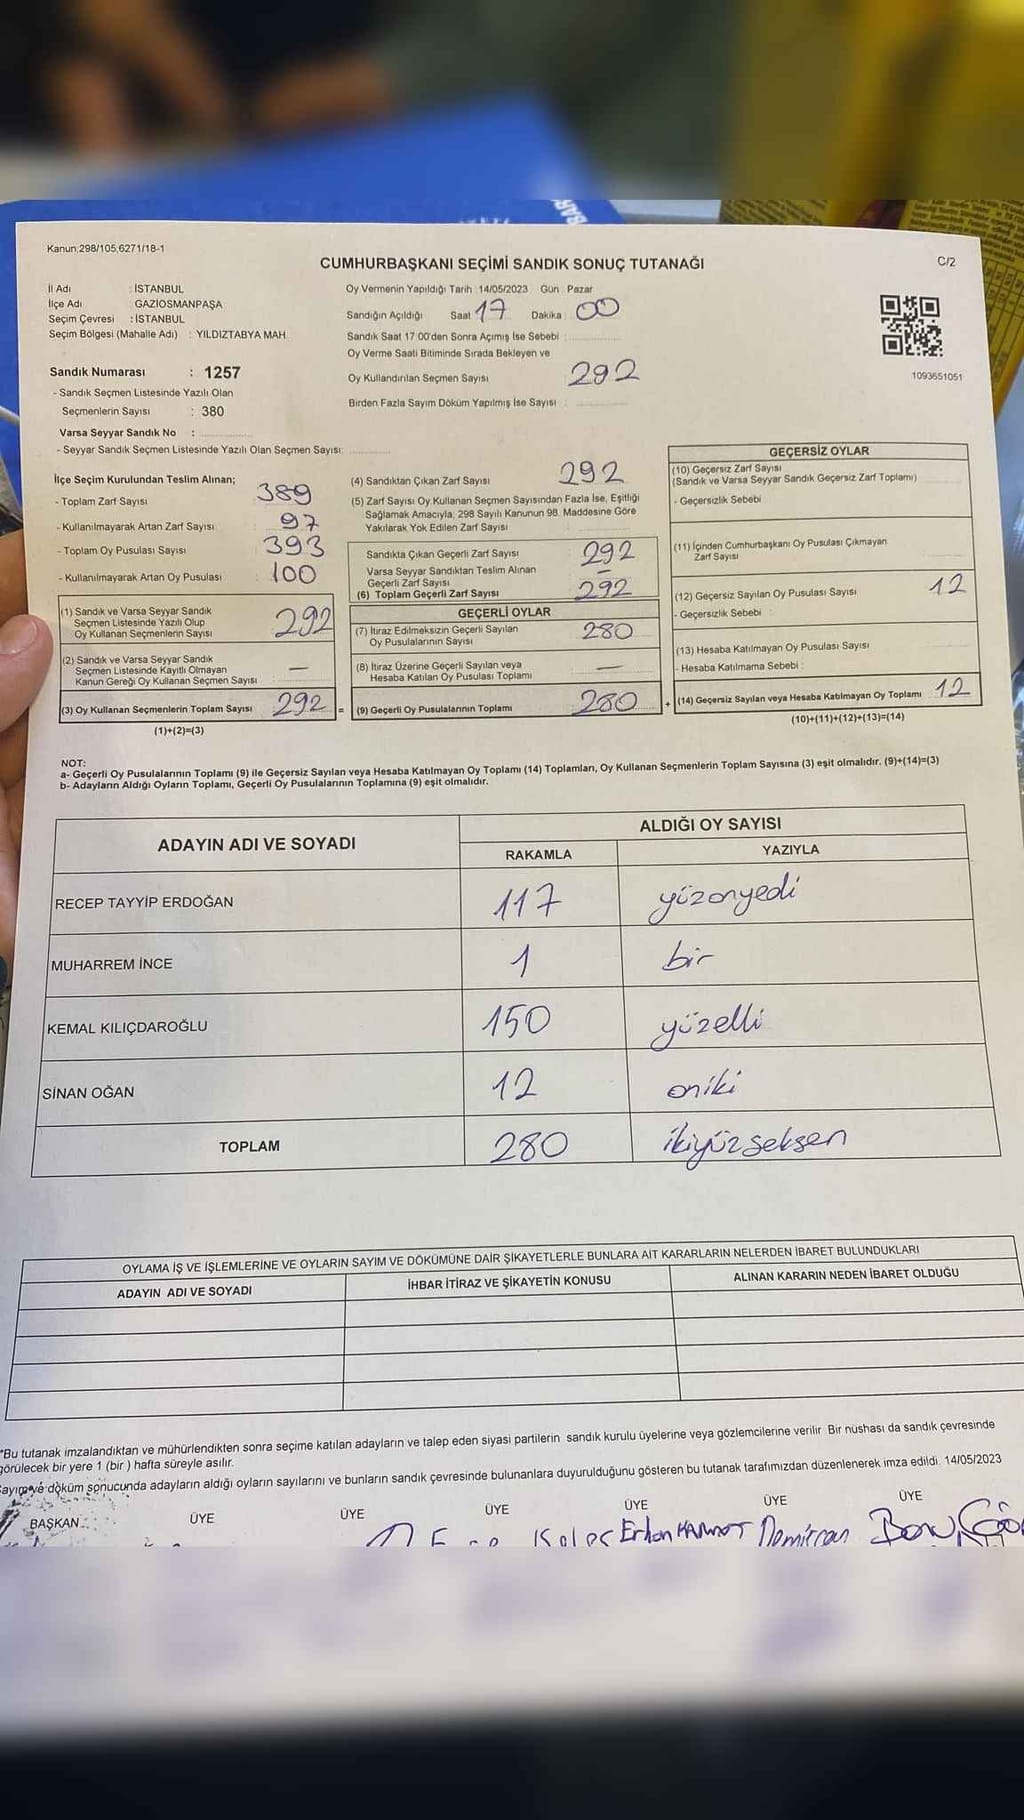 BAR
Kanun:298/105,6271/18-1
C/2
CUMHURBAŞKANI SEÇİMİ SANDIK SONUÇ TUTANAĞI
İl Adı : İSTANBUL
İlçe Adı : GAZİOSMANPAŞA
Seçim Çevresi : İSTANBUL
Seçim Bölgesi (Mahalle Adı) : YILDIZTABYA MAH.
Sandık Numarası : 1257
- Sandık Seçmen Listesinde Yazılı Olan
Seçmenlerin Sayısı : 380
Varsa Seyyar Sandık No :
- Seyyar Sandık Seçmen Listesinde Yazılı Olan Seçmen Sayısı:
Oy Vermenin Yapıldığı Tarih : 14/05/2023 Gün : Pazar
Sandığın Açıldığı Saat 17 Dakika : 00
Sandık Saat 17:00'den Sonra Açımış İse Sebebi :
Oy Verme Saati Bitiminde Sırada Bekleyen ve
Oy Kullandırılan Seçmen Sayısı 292
Birden Fazla Sayım Döküm Yapılmış İse Sayısı :
1093651051
İlçe Seçim Kurulundan Teslim Alınan;
- Toplam Zarf Sayısı 389
- Kullanılmayarak Artan Zarf Sayısı : 97
- Toplam Oy Pusulası Sayısı 393
- Kullanılmayarak Artan Oy Pusulası : 100
(1) Sandık ve Varsa Seyyar Sandık
Seçmen Listesinde Yazılı Olup
Oy Kullanan Seçmenlerin Sayısı 292
(2) Sandık ve Varsa Seyyar Sandık
Seçmen Listesinde Kayıtlı Olmayan
Kanun Gereği Oy Kullanan Seçmen Sayısı : —
(3) Oy Kullanan Seçmenlerin Toplam Sayısı 292 =
(1)+(2)=(3)
(4) Sandıktan Çıkan Zarf Sayısı 292
(5) Zarf Sayısı Oy Kullanan Seçmen Sayısından Fazla İse, Eşitliği
Sağlamak Amacıyla; 298 Sayılı Kanunun 98. Maddesine Göre
Yakılarak Yok Edilen Zarf Sayısı
Sandıkta Çıkan Geçerli Zarf Sayısı 292
Varsa Seyyar Sandıktan Teslim Alınan
Geçerli Zarf Sayısı —
(6) Toplam Geçerli Zarf Sayısı 292
GEÇERLİ OYLAR
(7) İtiraz Edilmeksizin Geçerli Sayılan
Oy Pusulalarının Sayısı 280
(8) İtiraz Üzerine Geçerli Sayılan veya
Hesaba Katılan Oy Pusulası Toplamı —
(9) Geçerli Oy Pusulalarının Toplamı 280 +
GEÇERSİZ OYLAR
(10) Geçersiz Zarf Sayısı
(Sandık ve Varsa Seyyar Sandık Geçersiz Zarf Toplamı)
- Geçersizlik Sebebi
(11) İçinden Cumhurbaşkanı Oy Pusulası Çıkmayan
Zarf Sayısı
(12) Geçersiz Sayılan Oy Pusulası Sayısı 12
- Geçersizlik Sebebi :
(13) Hesaba Katılmayan Oy Pusulası Sayısı
- Hesaba Katılmama Sebebi :
(14) Geçersiz Sayılan veya Hesaba Katılmayan Oy Toplamı 12
(10)+(11)+(12)+(13)=(14)
NOT:
a- Geçerli Oy Pusulalarının Toplamı (9) ile Geçersiz Sayılan veya Hesaba Katılmayan Oy Toplamı (14) Toplamları, Oy Kullanan Seçmenlerin Toplam Sayısına (3) eşit olmalıdır. (9)+(14)=(3)
b- Adayların Aldığı Oyların Toplamı, Geçerli Oy Pusulalarının Toplamına (9) eşit olmalıdır.
ADAYIN ADI VE SOYADI
ALDIĞI OY SAYISI
RAKAMLA YAZIYLA
RECEP TAYYİP ERDOĞAN 117 yüzonyedi
MUHARREM İNCE 1 bir
KEMAL KILIÇDAROĞLU 150 yüzelli
SİNAN OĞAN 12 oniki
TOPLAM 280 ikiyüzseksen
OYLAMA İŞ VE İŞLEMLERİNE VE OYLARIN SAYIM VE DÖKÜMÜNE DAİR ŞİKAYETLERLE BUNLARA AİT KARARLARIN NELERDEN İBARET BULUNDUKLARI
ADAYIN ADI VE SOYADI İHBAR İTİRAZ VE ŞİKAYETİN KONUSU ALINAN KARARIN NEDEN İBARET OLDUĞU
*Bu tutanak imzalandıktan ve mühürlendikten sonra seçime katılan adayların ve talep eden siyasi partilerin sandık kurulu üyelerine veya gözlemcilerine verilir. Bir nüshası da sandık çevresinde
görülecek bir yere 1 (bir ) hafta süreyle asılır.
Sayım ve döküm sonucunda adayların aldığı oyların sayılarını ve bunların sandık çevresinde bulunanlara duyurulduğunu gösteren bu tutanak tarafımızdan düzenlenerek imza edildi. 14/05/2023
BAŞKAN ÜYE ÜYE ÜYE ÜYE ÜYE ÜYE